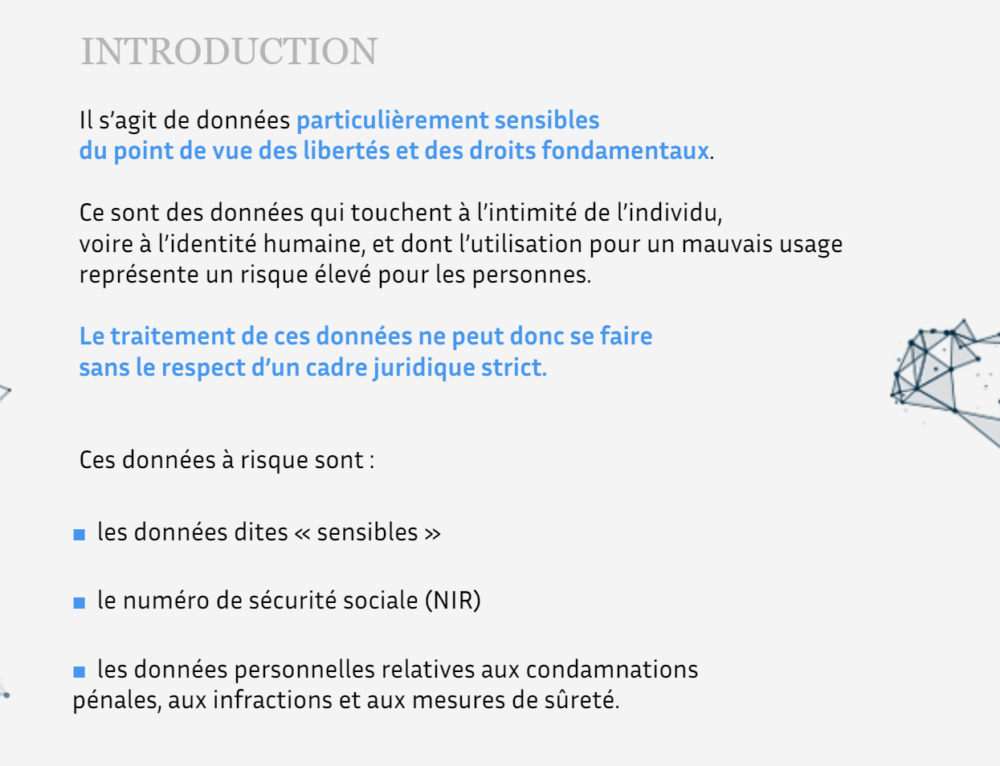 INTRODUCTION
Il s’agit de données particulièrement sensibles
du point de vue des libertés et des droits fondamentaux.
Ce sont des données qui touchent à l’intimité de l’individu,
voire à l’identité humaine, et dont l’utilisation pour un mauvais usage
représente un risque élevé pour les personnes.
Le traitement de ces données ne peut donc se faire
sans le respect d’un cadre juridique strict.
Ces données à risque sont :
■ les données dites « sensibles »
■ le numéro de sécurité sociale (NIR)
■ les données personnelles relatives aux condamnations
pénales, aux infractions et aux mesures de sûreté.